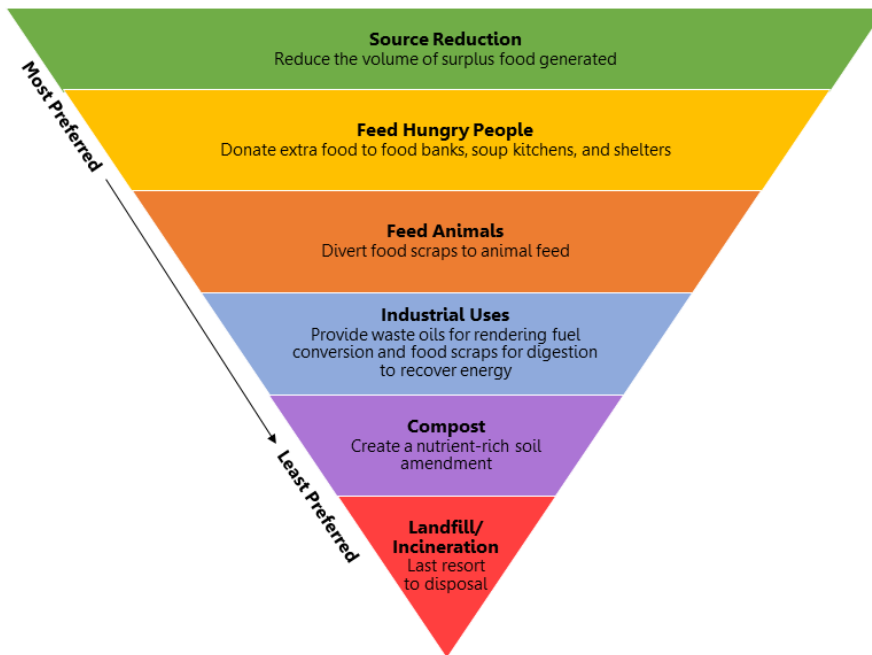 Source Reduction
Reduce the volume of surplus food generated
Most Preferred
Feed Hungry People
Donate extra food to food banks, soup kitchens, and shelters
Feed Animals
Divert food scraps to animal feed
Industrial Uses
Provide waste oils for rendering fuel
conversion and food scraps for digestion
to recover energy
Compost
Create a nutrient-rich soil
amendment
Least Preferred
Landfill/
Incineration
Last resort
to disposal